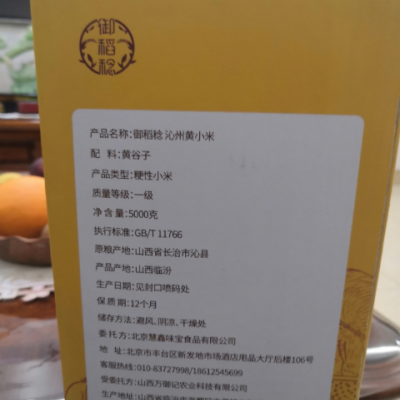 御稻稔
产品名称:御稻稔 沁州黄小米
配 料:黄谷子
产品类型:粳性小米
质量等级:一级
净 含 量:5000克
执行标准:GB/T 11766
原粮产地:山西省长治市沁县
产品产地:山西临汾
生产日期:见封口喷码处
保 质 期:12个月
储存方法:避风、阴凉、干燥处
委 托 方:北京慧鑫味宝食品有限公司
地 址:北京市丰台区新发地市场酒店用品大厅后楼106号
客服热线:010-83727998/18612545699
受委托方:山西万御记农业科技有限公司